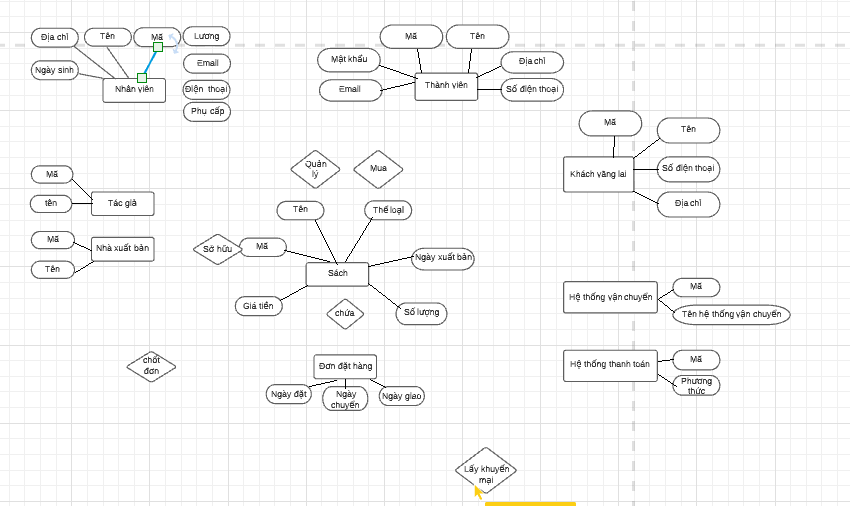 Địa chỉ
Tên
Mã
Lương
Ngày sinh
Email
Nhân viên
Điện thoại
Phụ cấp
Mã
Tên
Mật khẩu
Địa chỉ
Email
Thành viên
Số điện thoại
Mã
Tên
Khách vãng lai
Số điện thoại
Địa chỉ
Quản
lý
Mua
Mã
tên
Tác giả
Mã
Nhà xuất bản
Tên
Tên
Thể loại
Sở hữu
Mã
Ngày xuất bản
Sách
Giá tiền
chứa
Số lượng
Hệ thống vận chuyển
Mã
Tên hệ thống vận chuyển
chốt
đơn
Đơn đặt hàng
Ngày đặt
Ngày
chuyển
Ngày giao
Hệ thống thanh toán
Mã
Phương
thức
Lấy khuyến
mại